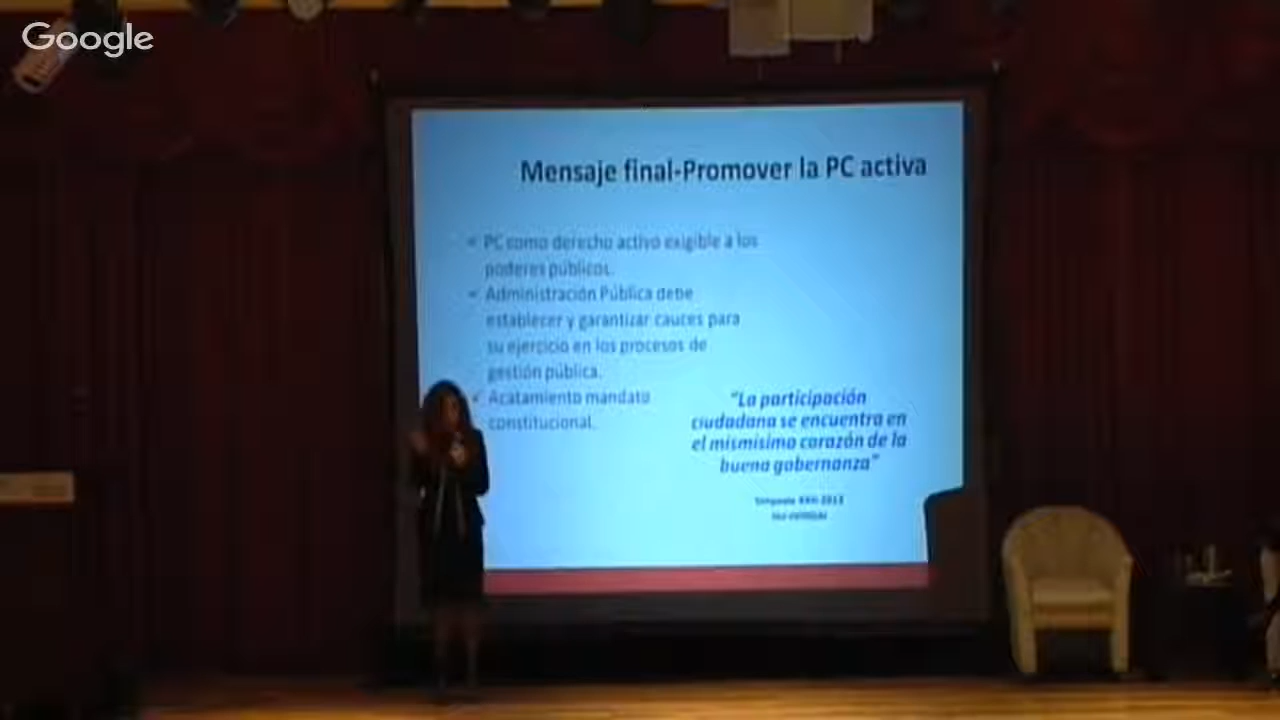 Google
Mensaje final-Promover la PC activa
PC como derecho activo exigible a los
poderes públicos.
Administración Pública debe
establecer y garantizar cauces para
su ejercicio en los procesos de
gestión pública.
Acatamiento mandato
constitucional.
"La participación
ciudadana se encuentra en
el mismisimo corazón de la
buena gobernanza"
2013